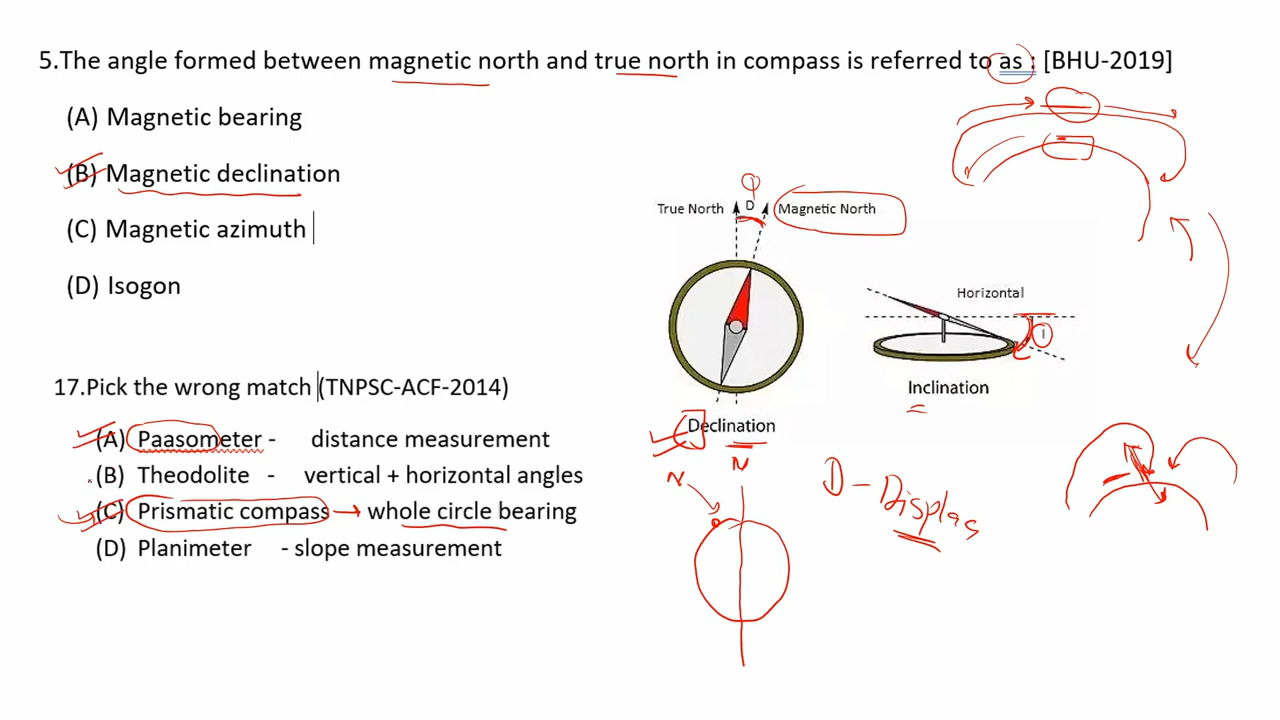 5.The angle formed between magnetic north and true north in compass is referred to as : [BHU-2019]
(A) Magnetic bearing
(B) Magnetic declination
(C) Magnetic azimuth
(D) Isogon
True North
D
Magnetic North
Horizontal
I
Inclination
Declination
17.Pick the wrong match (TNPSC-ACF-2014)
(A) Paasometer - distance measurement
(B) Theodolite - vertical + horizontal angles
(C) Prismatic compass → whole circle bearing
(D) Planimeter - slope measurement
N
N
D - Displas